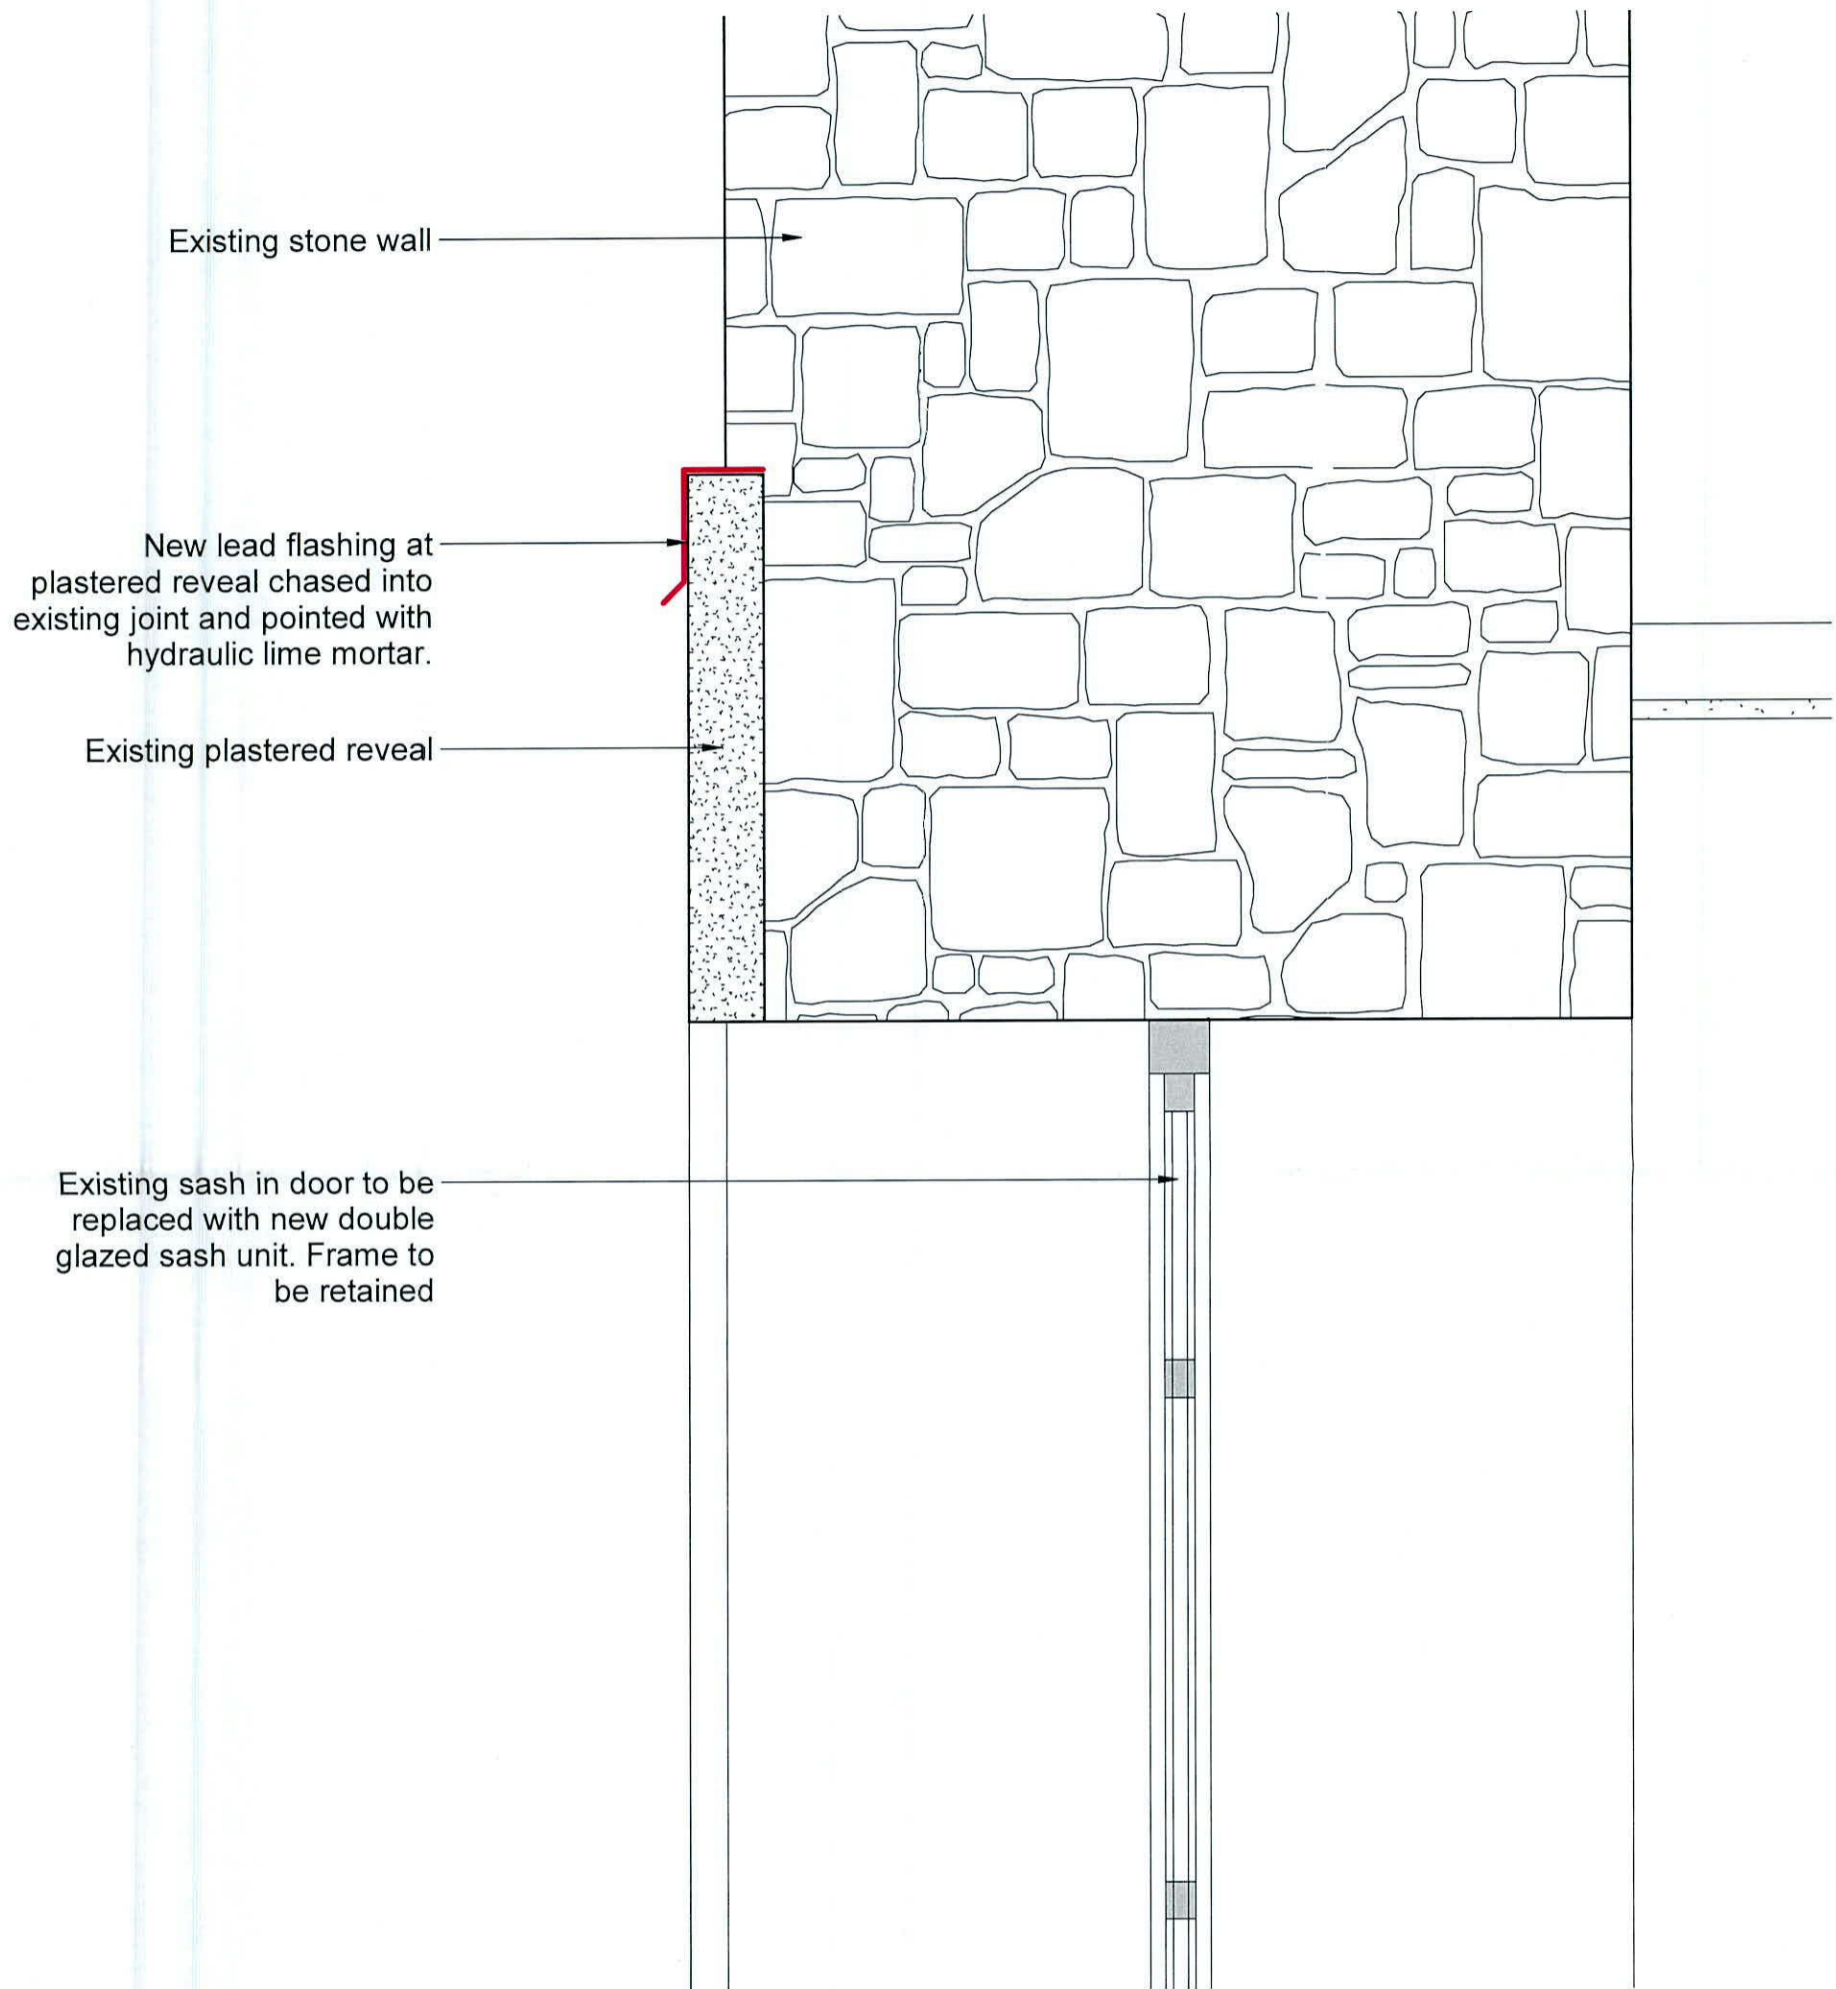 Existing stone wall
New lead flashing at
plastered reveal chased into
existing joint and pointed with
hydraulic lime mortar.
Existing plastered reveal
Existing sash in door to be
replaced with new double
glazed sash unit. Frame to
be retained